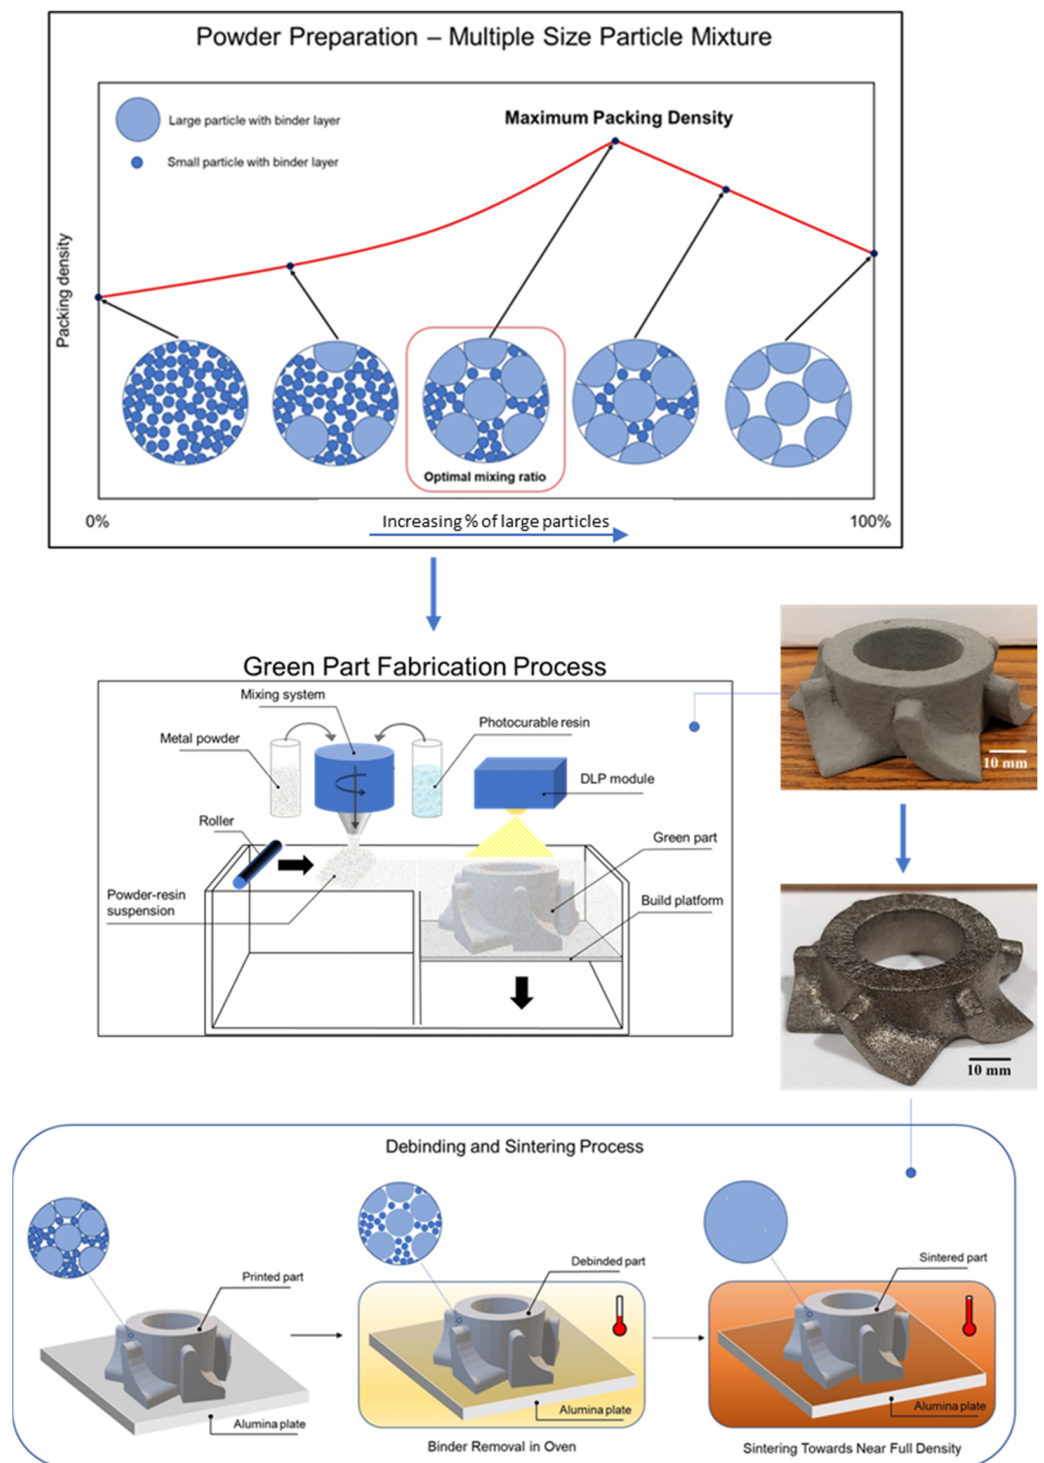 Powder Preparation – Multiple Size Particle Mixture
Large particle with binder layer
Small particle with binder layer
Maximum Packing Density
Packing density
Optimal mixing ratio
0%
Increasing % of large particles
100%
Green Part Fabrication Process
Mixing system
Photocurable resin
Metal powder
DLP module
Roller
Green part
Powder-resin
suspension
Build platform
10 mm
10 mm
Debinding and Sintering Process
Printed part
Debinded part
Sintered part
Alumina plate
Alumina plate
Alumina plate
Binder Removal in Oven
Sintering Towards Near Full Density